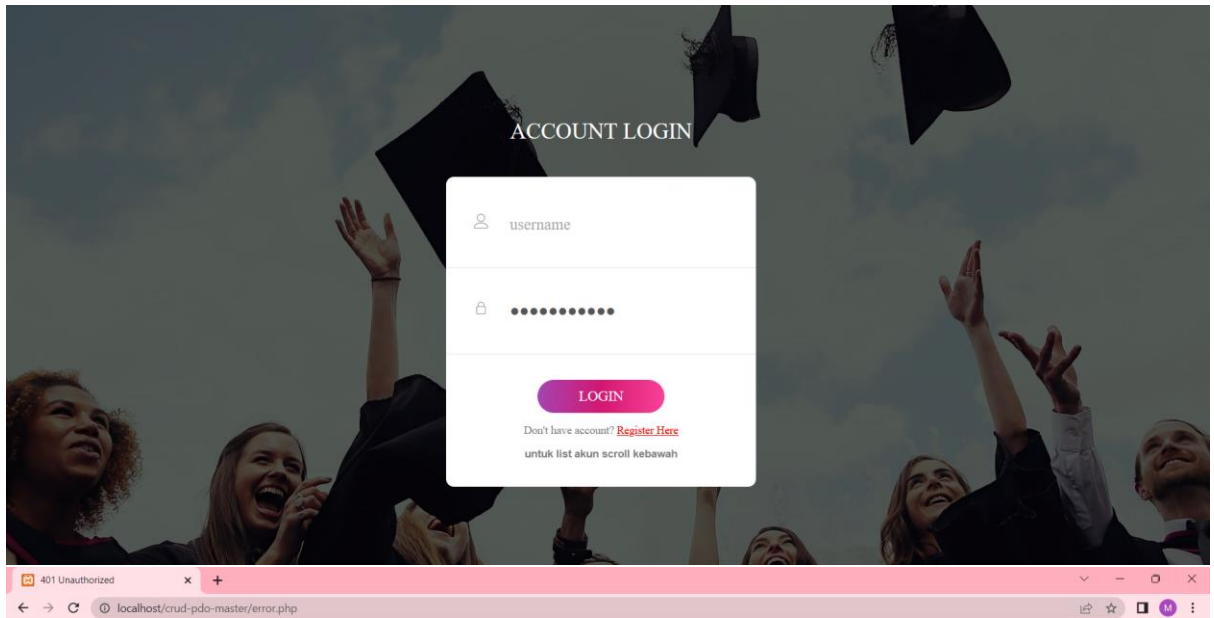 ACCOUNT LOGIN
username
LOGIN
Don't have account? Register Here
untuk list akun scroll kebawah
401 Unauthorized
localhost/crud-pdo-master/error.php
M